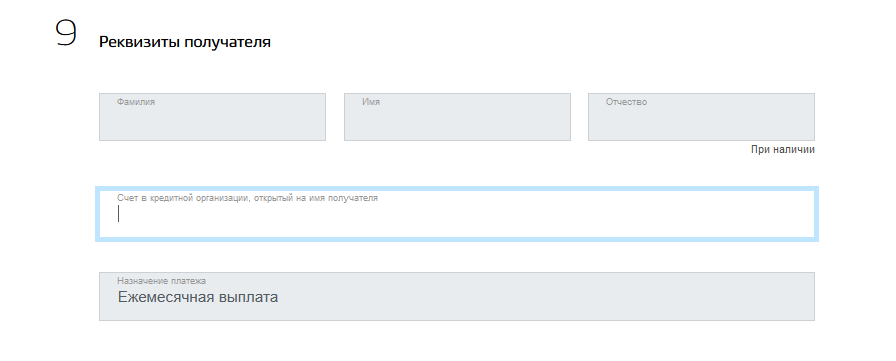 9 Реквизиты получателя
Фамилия Имя Отчество
При наличии
Счет в кредитной организации, открытый на имя получателя
Назначение платежа
Ежемесячная выплата